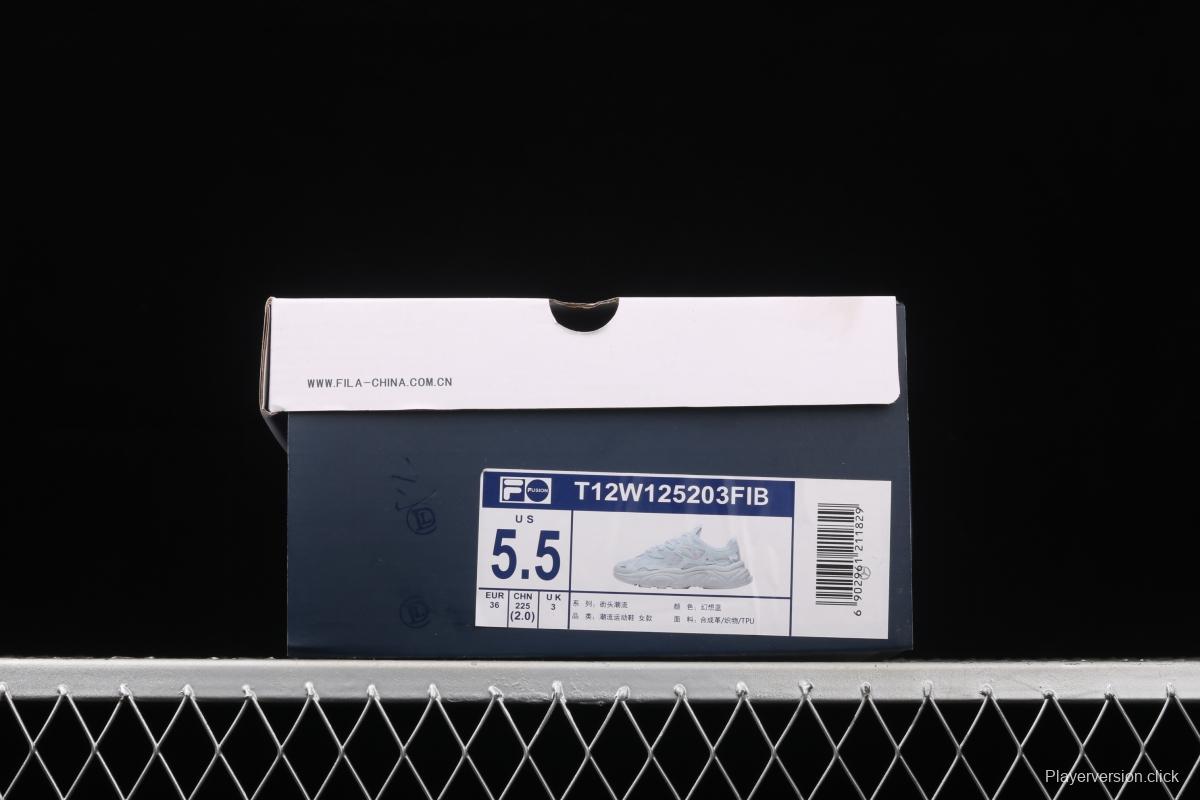 WWW.FILA-CHINA.COM.CN
F FUSION
T12W125203FIB
US
5.5
EUR
36
CHN
225
(2.0)
UK
3
系 列：街头潮流
颜 色：幻想蓝
品 类：潮流运动鞋 女款
面 料：合成革/织物/TPU
6 902961 211829
Playerversion.click